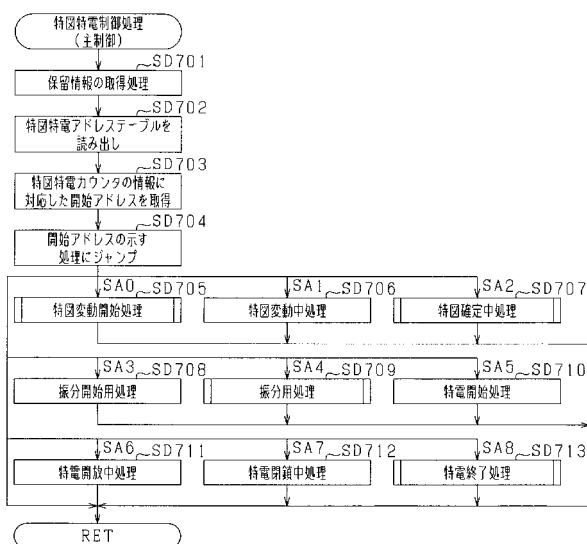 特図特電制御処理
(主制御)
SD701
保留情報の取得処理
SD702
特図特電アドレステーブルを
読み出し
SD703
特図特電カウンタの情報に
対応した開始アドレスを取得
SD704
開始アドレスの示す
処理にジャンプ
SA0 SD705
特図変動開始処理
SA1 SD706
特図変動中処理
SA2 SD707
特図確定中処理
SA3 SD708
振分開始用処理
SA4 SD709
振分用処理
SA5 SD710
特電開始処理
SA6 SD711
特電開放中処理
SA7 SD712
特電閉鎖中処理
SA8 SD713
特電終了処理
RET